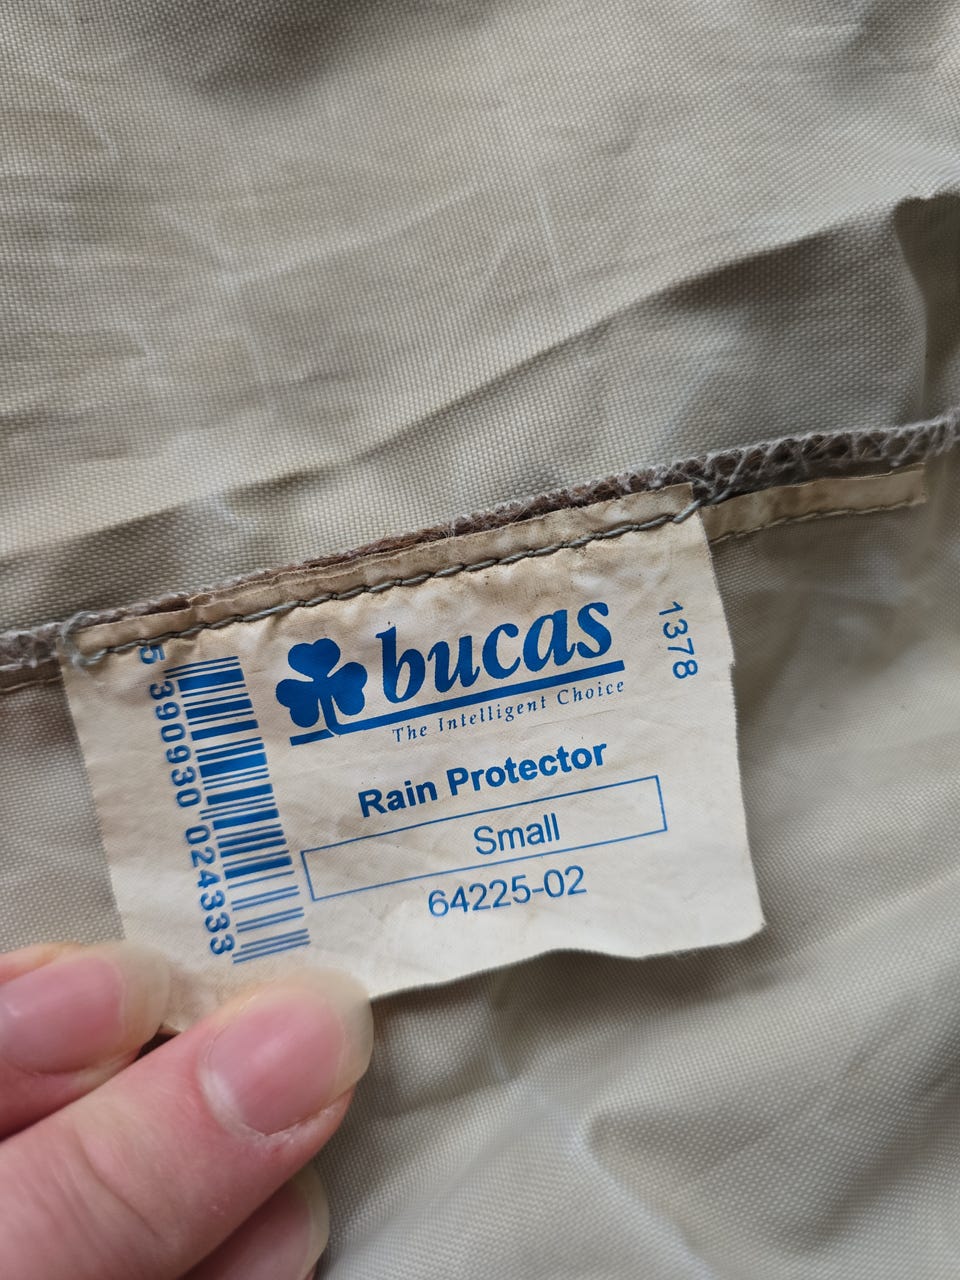 bucas
The Intelligent Choice
Rain Protector
Small
64225-02
1378
5 390930 024333